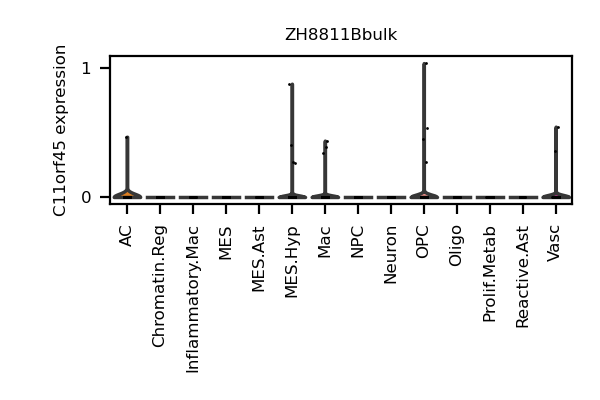 ZH8811Bbulk
C11orf45 expression
1
0
AC
Chromatin.Reg
Inflammatory.Mac
MES
MES.Ast
MES.Hyp
Mac
NPC
Neuron
OPC
Oligo
Prolif.Metab
Reactive.Ast
Vasc